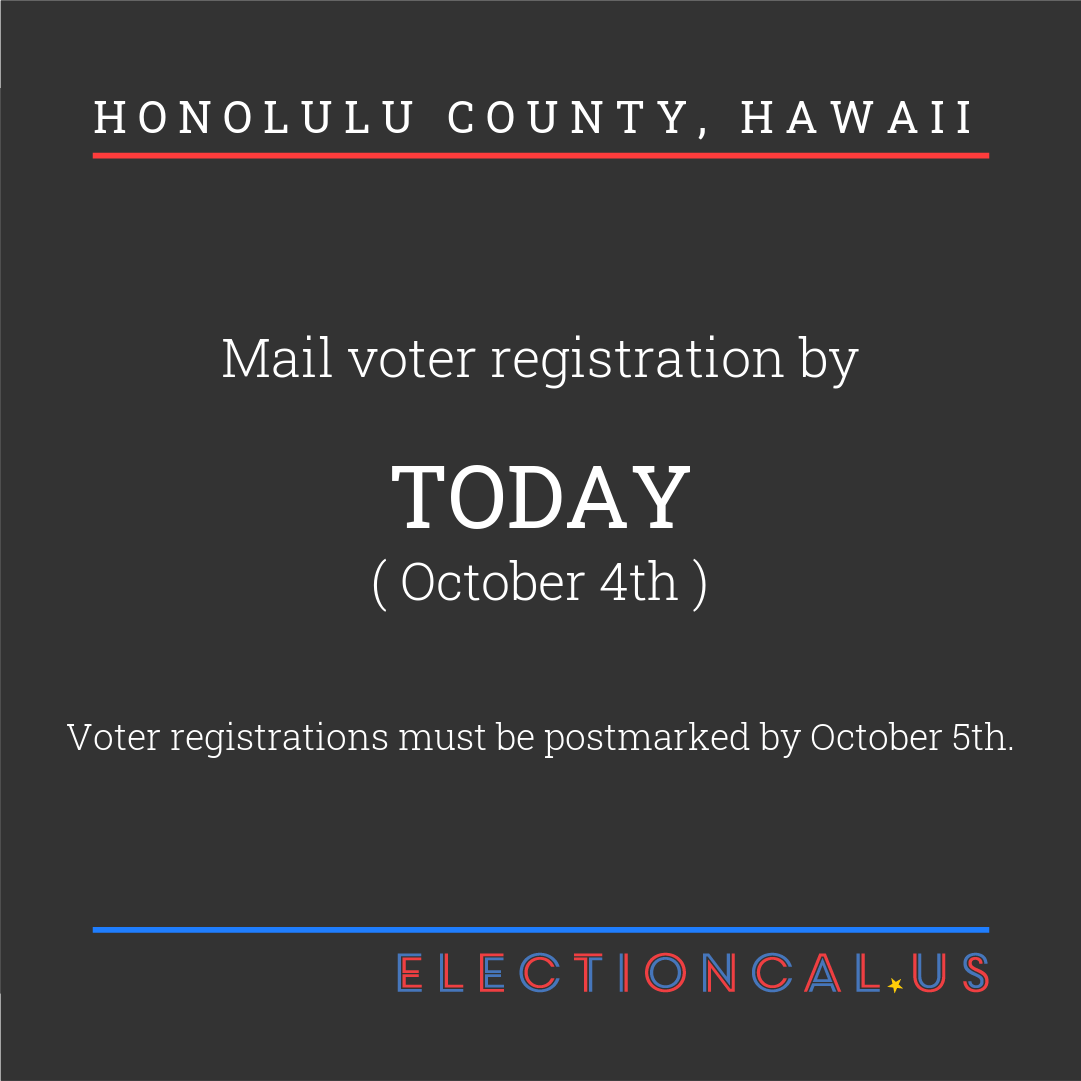 HONOLULU COUNTY, HAWAII
Mail voter registration by
TODAY
( October 4th )
Voter registrations must be postmarked by October 5th.
ELECTIONCAL.US